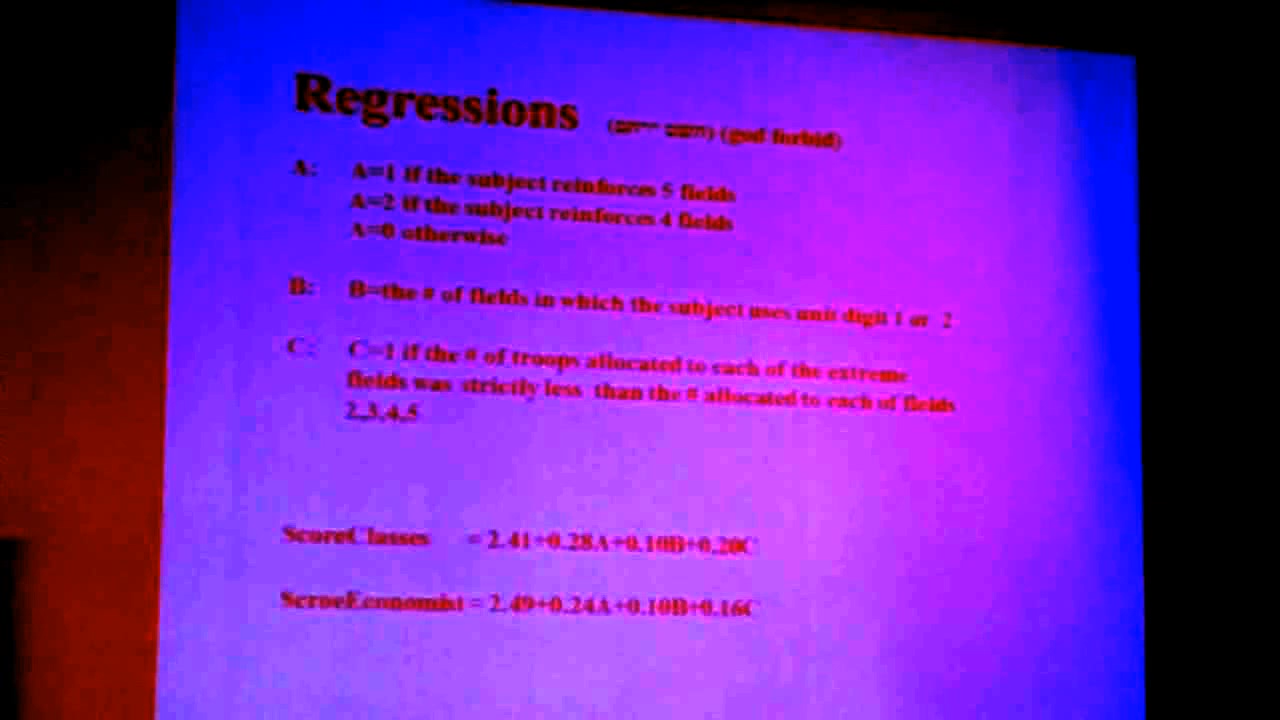 Regressions (god forbid)
A: A=1 if the subject reinforces 5 fields
A=2 if the subject reinforces 4 fields
A=0 otherwise
B: B=the # of fields in which the subject uses unit digit 1 or 2
C: C=1 if the # of troops allocated to each of the extreme
fields was strictly less than the # allocated to each of fields
2,3,4,5
ScoreClasses = 2.41+0.28A+0.10B+0.20C
ScroeEconomist = 2.49+0.24A+0.10B+0.16C